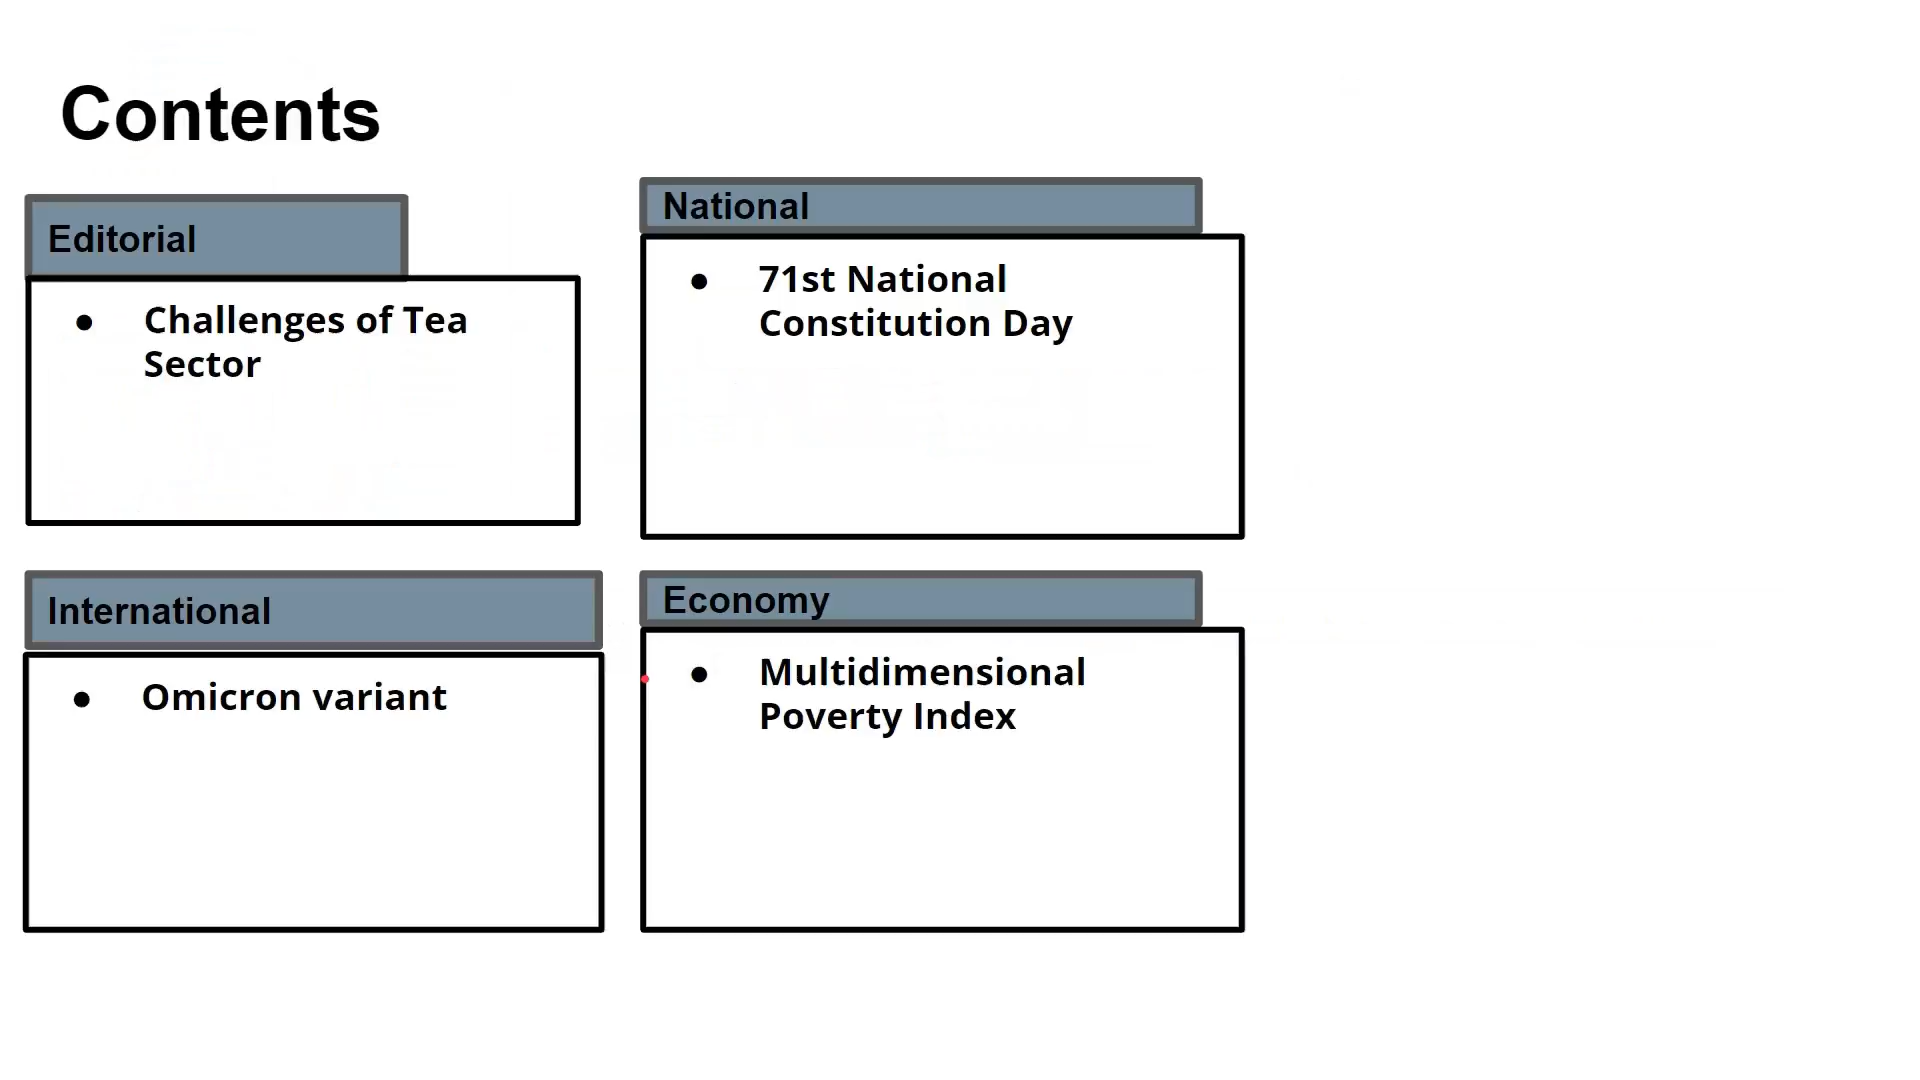 Contents
Editorial
• Challenges of Tea
Sector
National
• 71st National
Constitution Day
International
• Omicron variant
Economy
• Multidimensional
Poverty Index